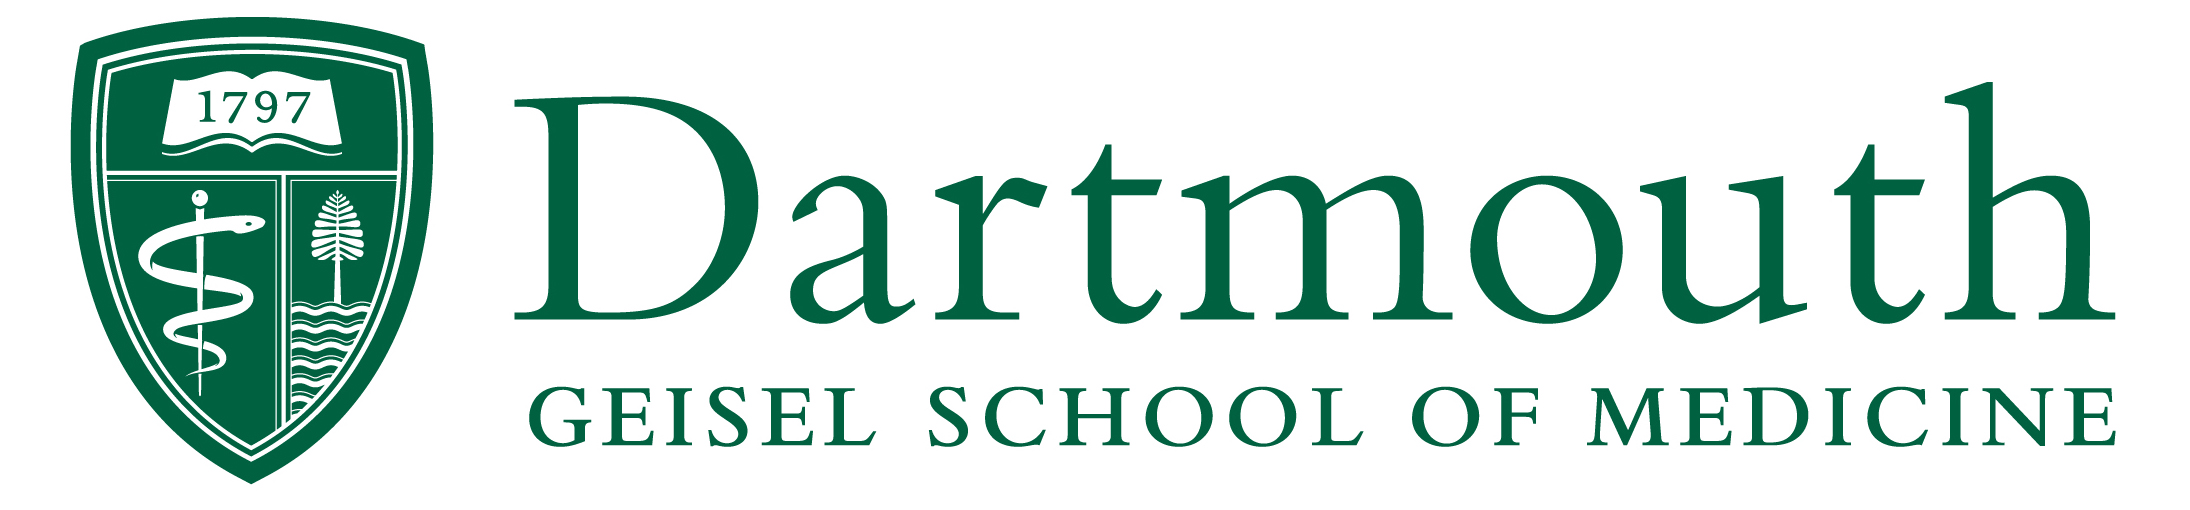 1797
Dartmouth
GEISEL SCHOOL OF MEDICINE